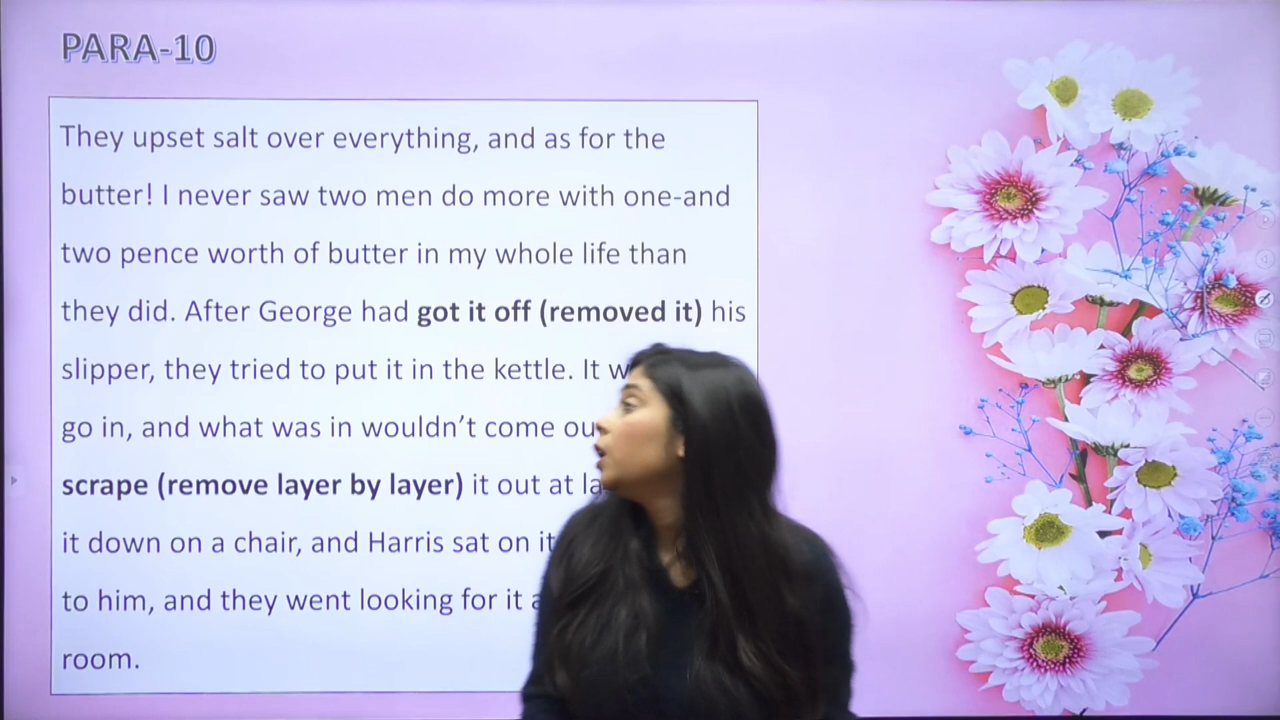 PARA-10
They upset salt over everything, and as for the
butter! I never saw two men do more with one-and
two pence worth of butter in my whole life than
they did. After George had got it off (removed it) his
slipper, they tried to put it in the kettle. It
go in, and what was in wouldn’t come
scrape (remove layer by layer) it out at
it down on a chair, and Harris sat on it
to him, and they went looking for it
room.